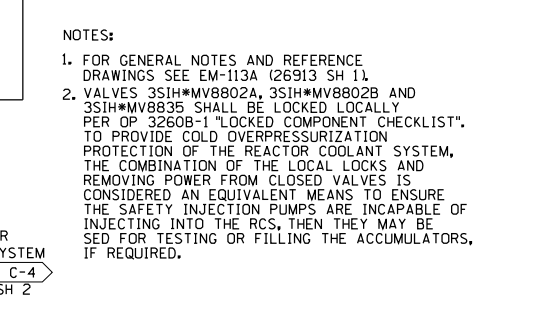 NOTES:
1. FOR GENERAL NOTES AND REFERENCE
DRAWINGS SEE EM-113A (26913 SH 1).
2. VALVES 3SIH*MV8802A, 3SIH*MV8802B AND
3SIH*MV8835 SHALL BE LOCKED LOCALLY
PER OP 3260B-1 "LOCKED COMPONENT CHECKLIST".
TO PROVIDE COLD OVERPRESSURIZATION
PROTECTION OF THE REACTOR COOLANT SYSTEM,
THE COMBINATION OF THE LOCAL LOCKS AND
REMOVING POWER FROM CLOSED VALVES IS
CONSIDERED AN EQUIVALENT MEANS TO ENSURE
THE SAFETY INJECTION PUMPS ARE INCAPABLE OF
INJECTING INTO THE RCS, THEN THEY MAY BE
SED FOR TESTING OR FILLING THE ACCUMULATORS,
IF REQUIRED.
R
YSTEM
C-4
SH 2